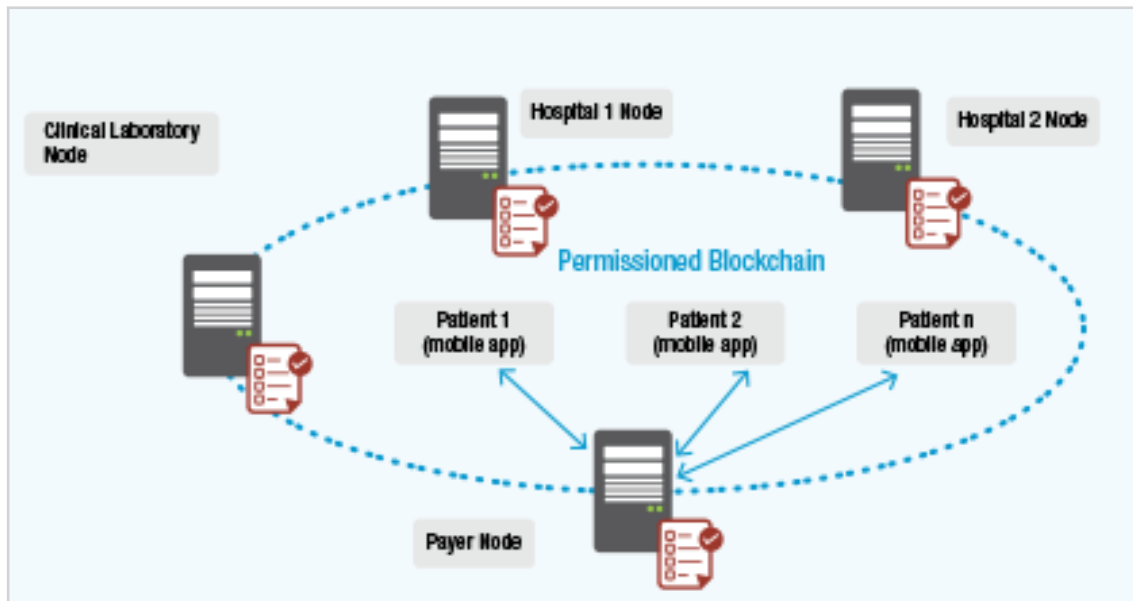 Clinical Laboratory
Node
Hospital 1 Node
Hospital 2 Node
Permissioned Blockchain
Patient 1
(mobile app)
Patient 2
(mobile app)
Patient n
(mobile app)
Payer Node